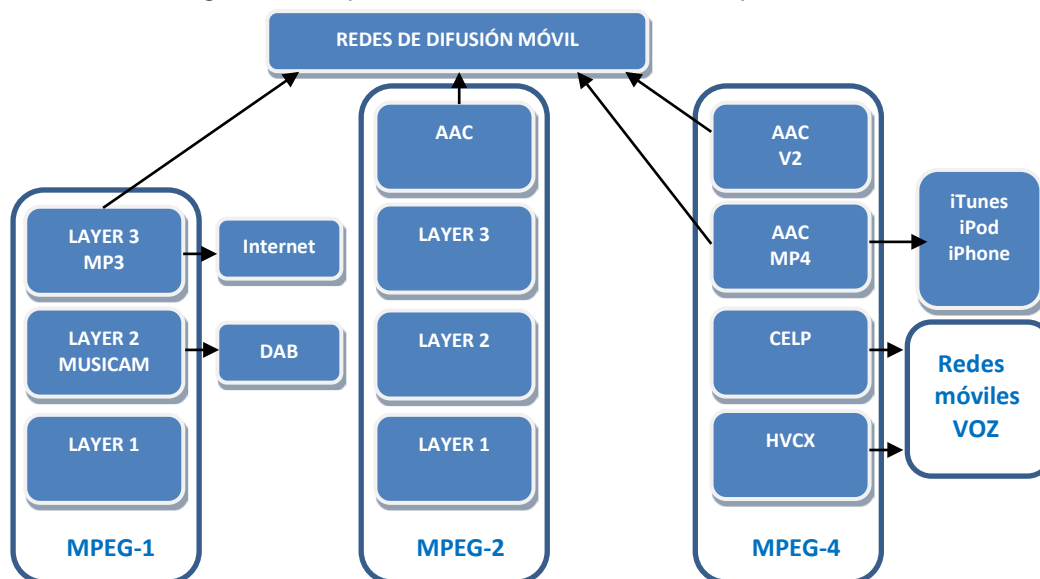 REDES DE DIFUSIÓN MÓVIL
LAYER 3
MP3
Internet
LAYER 2
MUSICAM
DAB
LAYER 1
MPEG-1
AAC
LAYER 3
LAYER 2
LAYER 1
MPEG-2
AAC
V2
AAC
MP4
CELP
HVCX
MPEG-4
iTunes
iPod
iPhone
Redes
móviles
VOZ